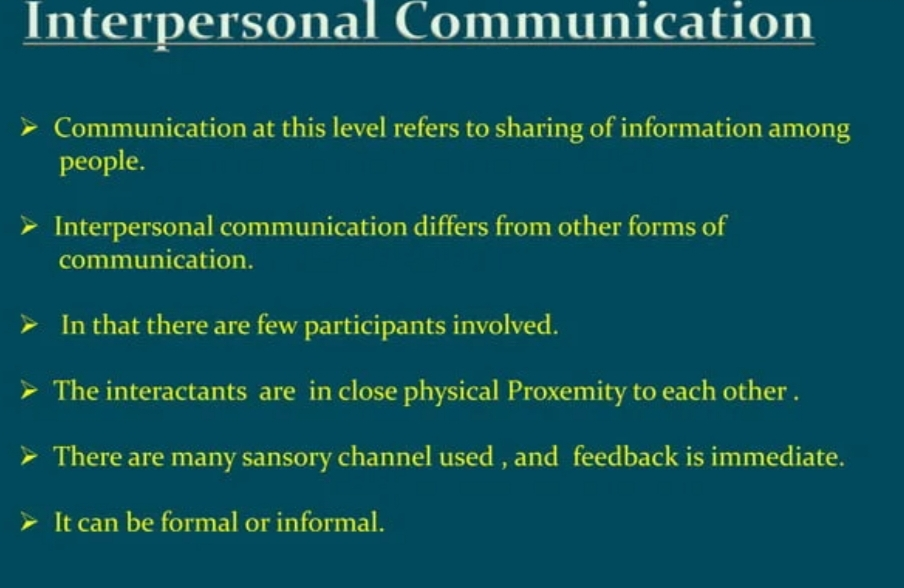 Interpersonal Communication
➢ Communication at this level refers to sharing of information among
people.
➢ Interpersonal communication differs from other forms of
communication.
➢ In that there are few participants involved.
➢ The interactants are in close physical Proxemity to each other .
➢ There are many sansory channel used , and feedback is immediate.
➢ It can be formal or informal.